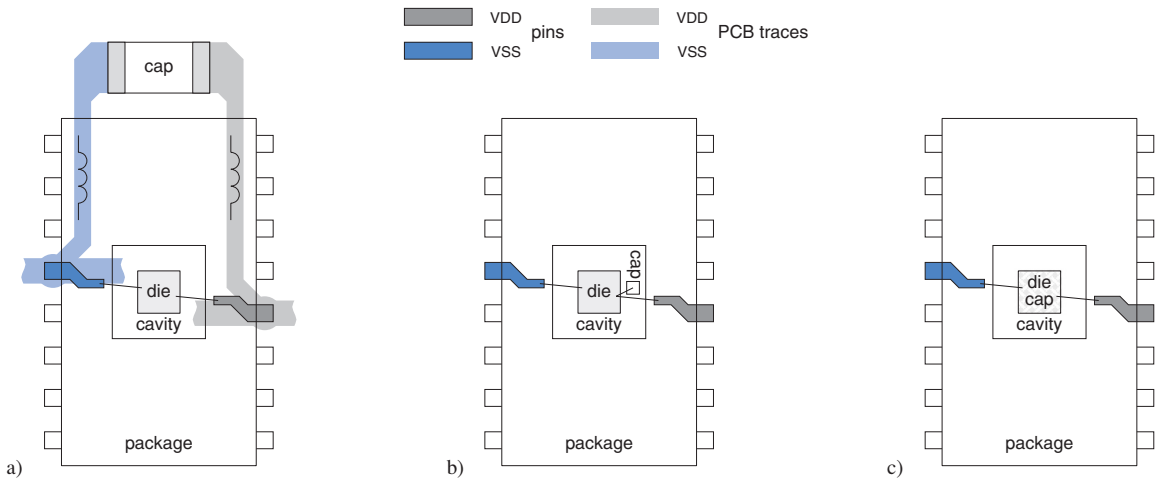 VDD pins VDD PCB traces
VSS VSS
cap
die
cavity
package
a)
cap
die
cavity
package
b)
die
cap
cavity
package
c)